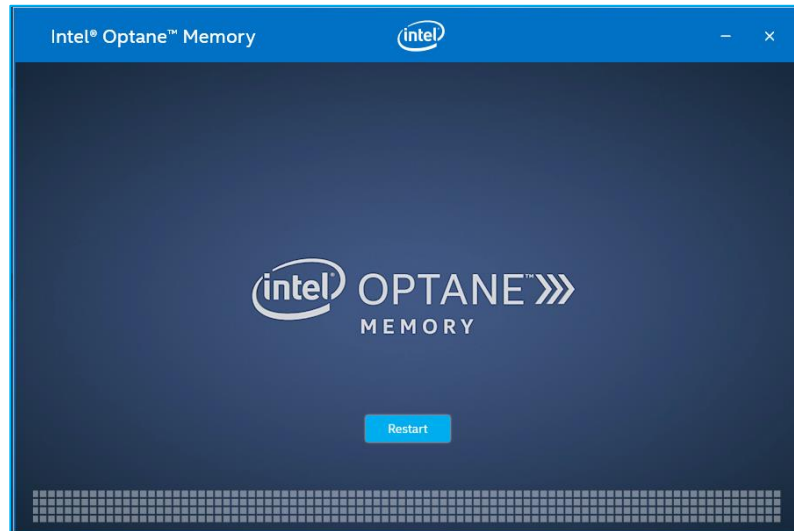 Intel® Optane™ Memory
intel
intel® OPTANE™
MEMORY
Restart